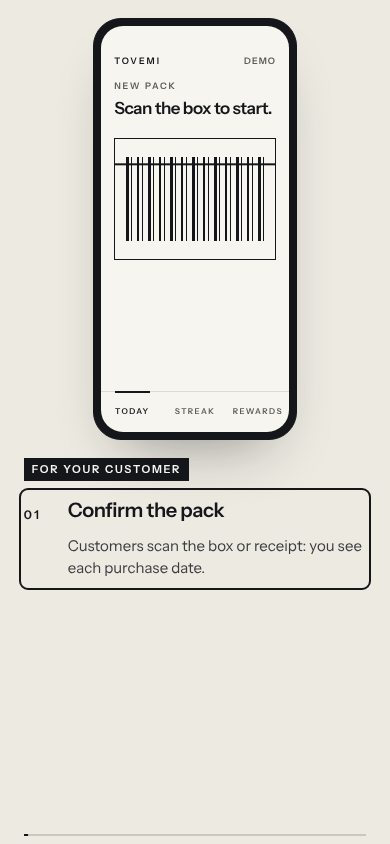 TOVEMI DEMO
NEW PACK
Scan the box to start.
TODAY STREAK REWARDS
FOR YOUR CUSTOMER
01 Confirm the pack
Customers scan the box or receipt: you see
each purchase date.